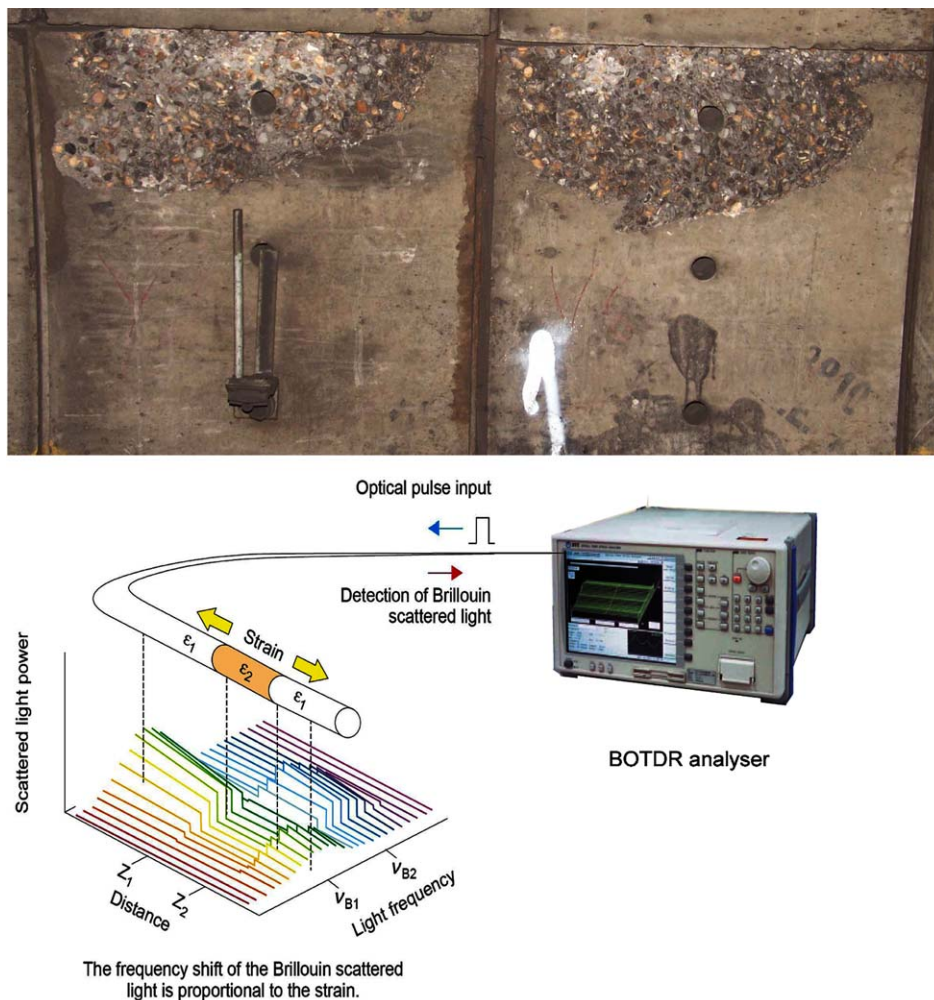 2010
Optical pulse input
Detection of Brillouin
scattered light
Strain
ε₁
ε₂
ε₁
Scattered light power
Z₁
Z₂
Distance
νB1
νB2
Light frequency
BOTDR analyser
The frequency shift of the Brillouin scattered
light is proportional to the strain.